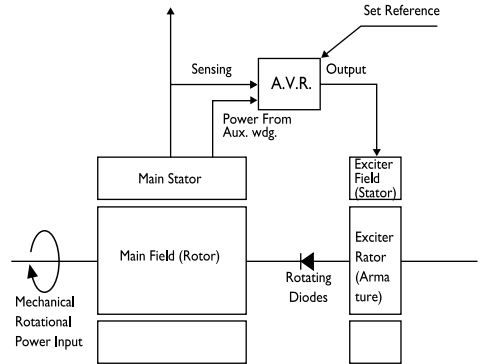 Set Reference
Sensing
A.V.R.
Output
Power From
Aux. wdg.
Main Stator
Exciter
Field
(Stator)
Main Field (Rotor)
Exciter
Rator
(Arma
ture)
Rotating
Diodes
Mechanical
Rotational
Power Input